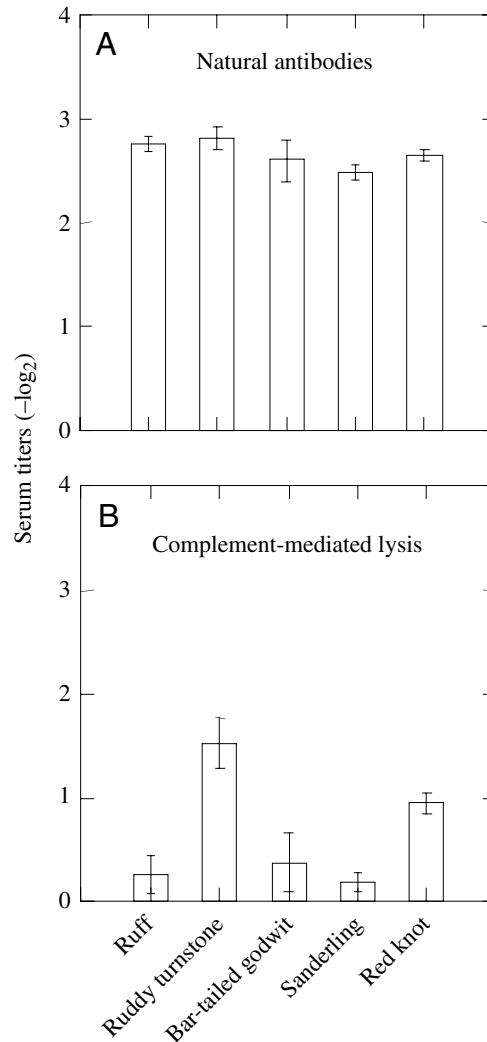 A
Natural antibodies
4
3
2
1
0
Serum titers (–log₂)
B
Complement-mediated lysis
4
3
2
1
0
Ruff
Ruddy turnstone
Bar-tailed godwit
Sanderling
Red knot